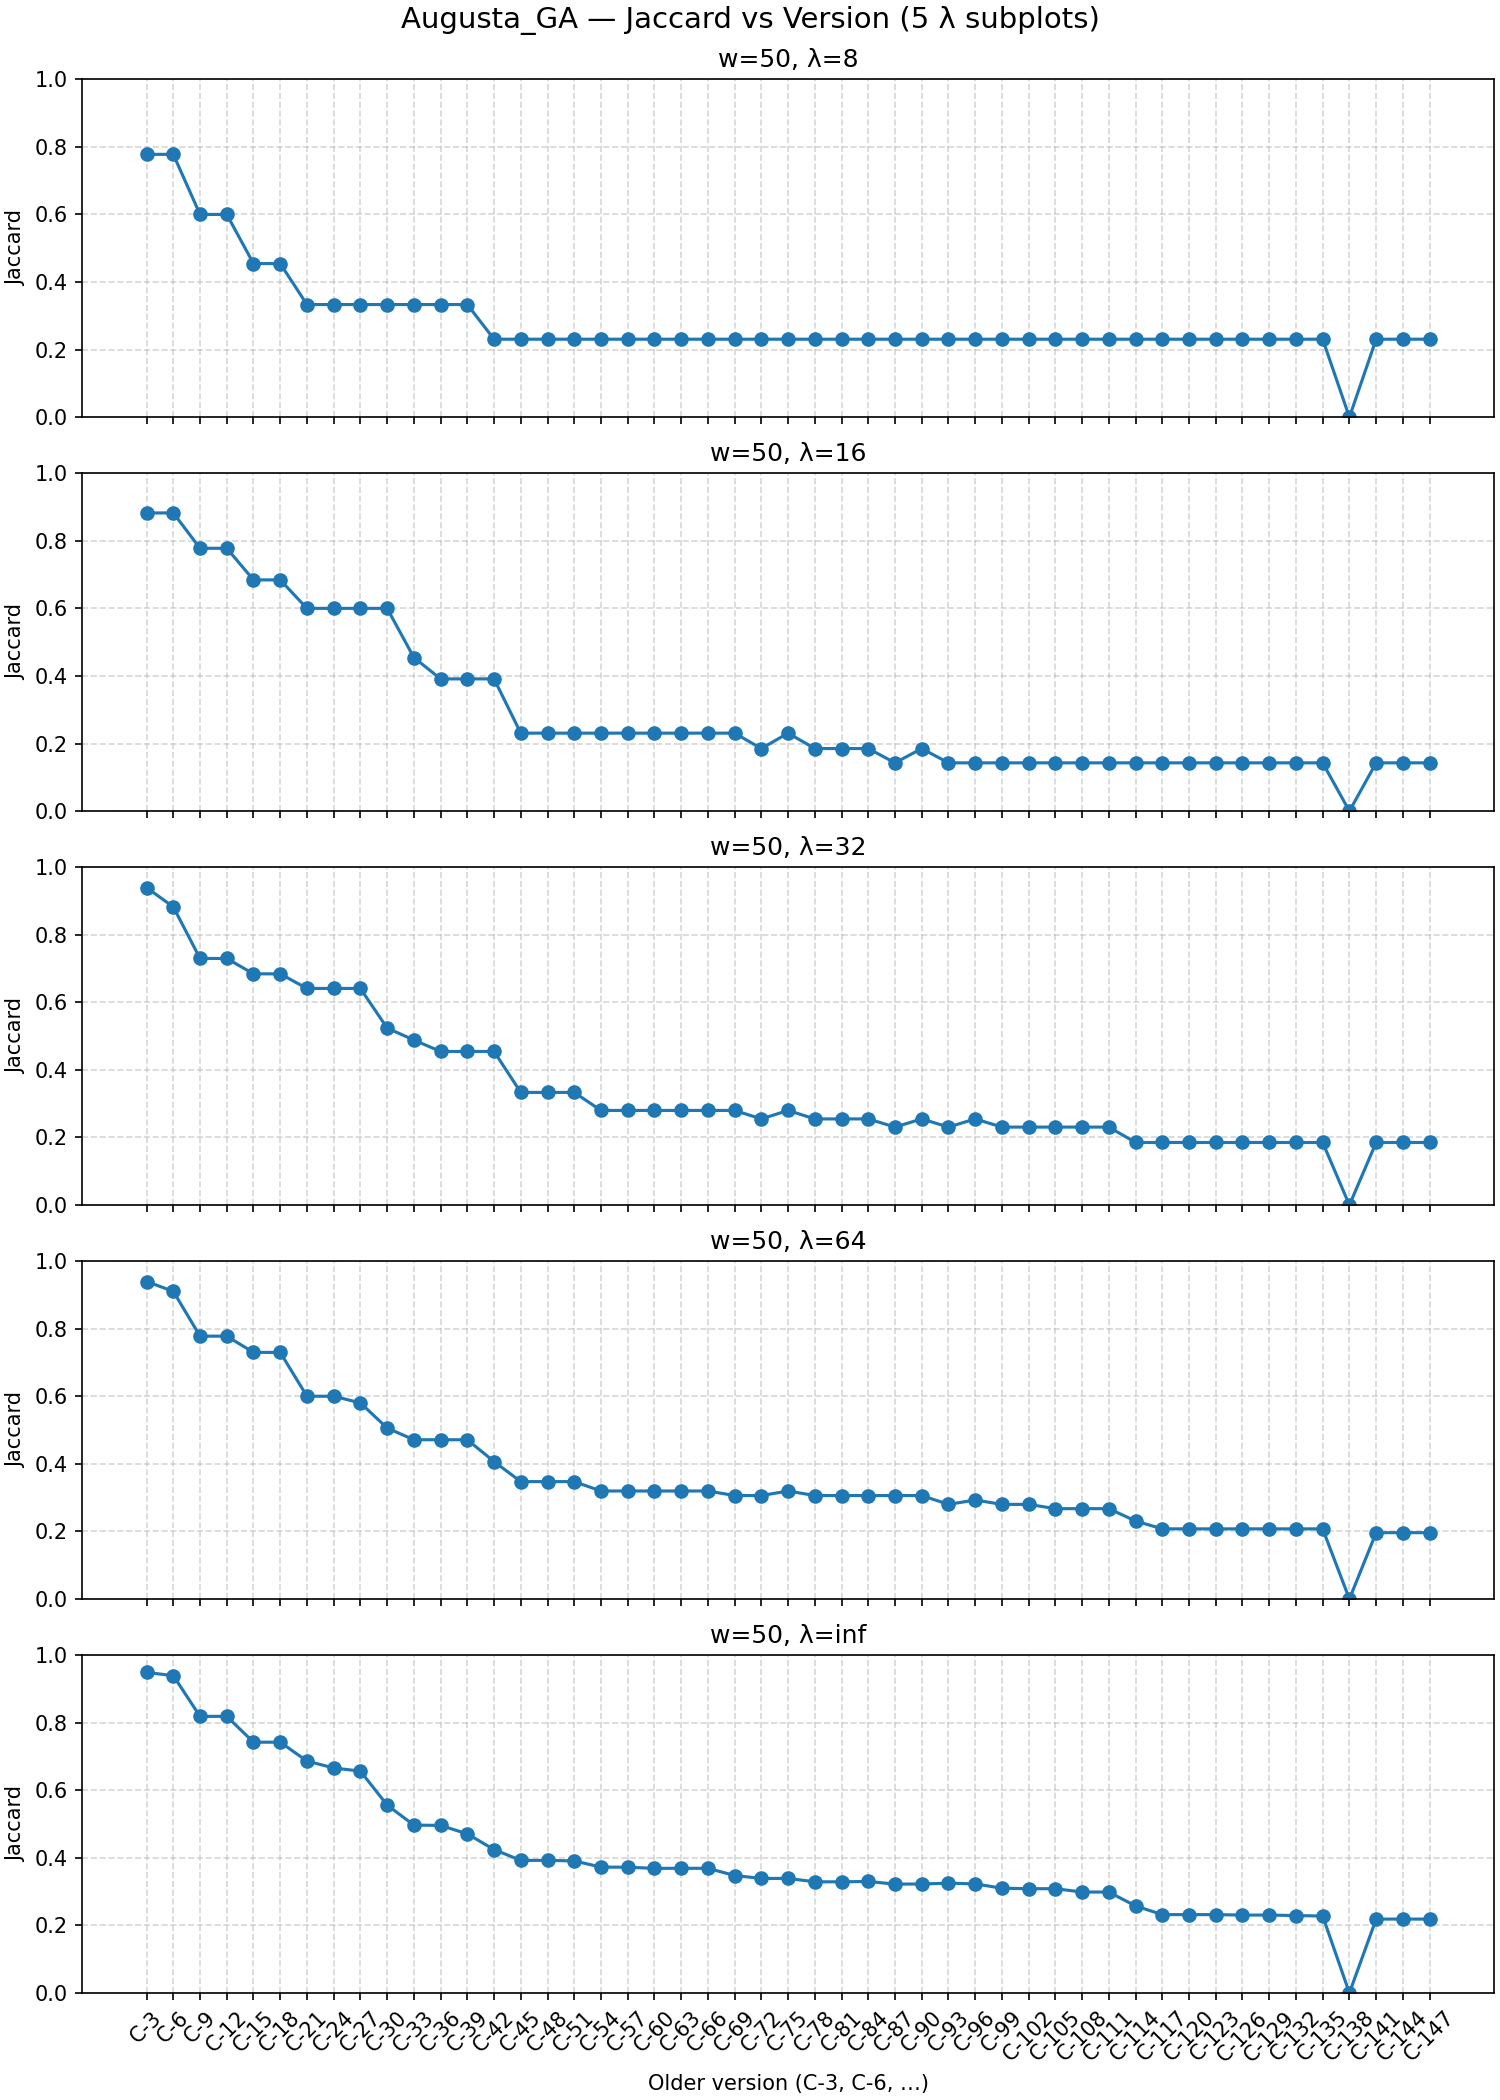 Augusta_GA — Jaccard vs Version (5 λ subplots)
w=50, λ=8
1.0
0.8
0.6
0.4
0.2
0.0
Jaccard
w=50, λ=16
1.0
0.8
0.6
0.4
0.2
0.0
Jaccard
w=50, λ=32
1.0
0.8
0.6
0.4
0.2
0.0
Jaccard
w=50, λ=64
1.0
0.8
0.6
0.4
0.2
0.0
Jaccard
w=50, λ=inf
1.0
0.8
0.6
0.4
0.2
0.0
Jaccard
C-3
C-6
C-9
C-12
C-15
C-18
C-21
C-24
C-27
C-30
C-33
C-36
C-39
C-42
C-45
C-48
C-51
C-54
C-57
C-60
C-63
C-66
C-69
C-72
C-75
C-78
C-81
C-84
C-87
C-90
C-93
C-96
C-99
C-102
C-105
C-108
C-111
C-114
C-117
C-120
C-123
C-126
C-129
C-132
C-135
C-138
C-141
C-144
C-147
Older version (C-3, C-6, ...)